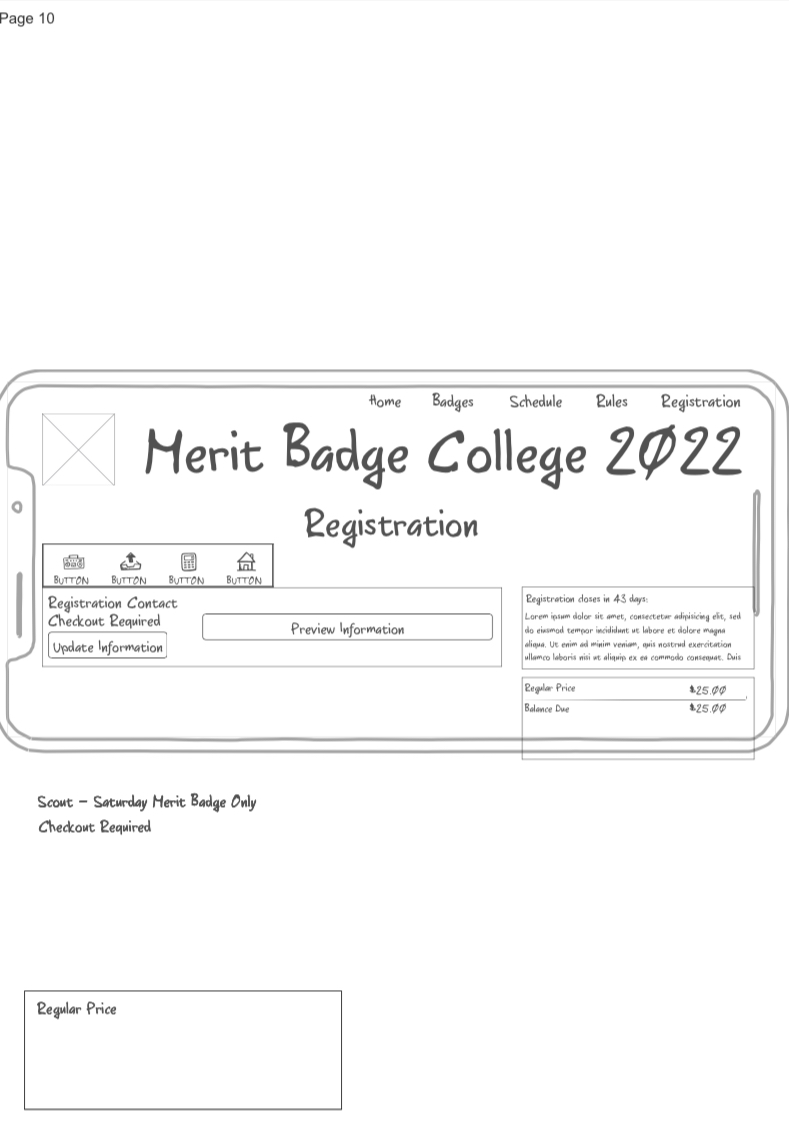 Page 10
Home Badges Schedule Rules Registration
Merit Badge College 2022
Registration
BUTTON BUTTON BUTTON BUTTON
Registration Contact
Checkout Required
Update Information
Preview Information
Registration closes in 43 days:
Lorem ipsum dolor sit amet, consectetur adipisicing elit, sed
do eiusmod tempor incididunt ut labore et dolore magna
aliqua. Ut enim ad minim veniam, quis nostrud exercitation
ullamco laboris nisi ut aliquip ex ea commodo consequat. Duis
Regular Price $25.00
Balance Due $25.00
Scout - Saturday Merit Badge Only
Checkout Required
Regular Price